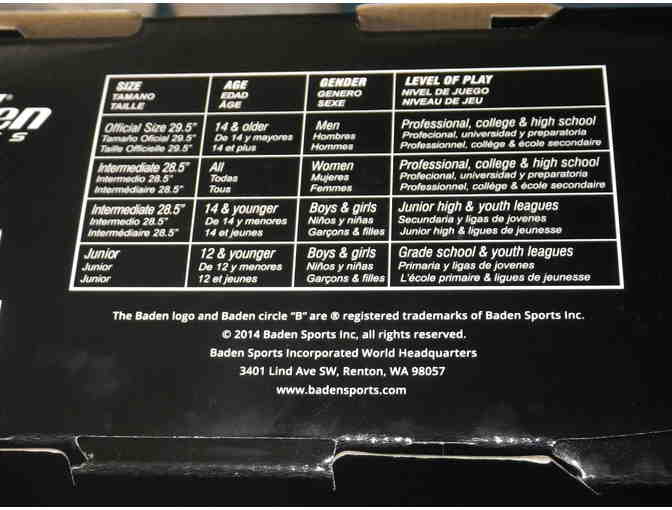 en
S
SIZE AGE GENDER LEVEL OF PLAY
TAMANO EDAD GENERO NIVEL DE JUEGO
TAILLE ÂGE SEXE NIVEAU DE JEU
Official Size 29.5" 14 & older Men Professional, college & high school
Tamaño Oficial 29.5" De 14 y mayores Hombres Profecional, universidad y preparatoria
Taille Officielle 29.5" 14 et plus Hommes Professionnel, collège & école secondaire
Intermediate 28.5" All Women Professional, college & high school
Intermedio 28.5" Todas Mujeres Profecional, universidad y preparatoria
Intermédiaire 28.5" Tous Femmes Professionnel, collège & école secondaire
Intermediate 28.5" 14 & younger Boys & girls Junior high & youth leagues
Intermedio 28.5" De 14 y menores Niños y niñas Secundaria y ligas de jovenes
Intermédiaire 28.5" 14 et jeunes Garçons & filles Junior high & ligues de jeunesse
Junior 12 & younger Boys & girls Grade school & youth leagues
Junior De 12 y menores Niños y niñas Primaria y ligas de jovenes
Junior 12 et jeunes Garçons & filles L'école primaire & ligues de jeunesse
The Baden logo and Baden circle "B" are ® registered trademarks of Baden Sports Inc.
© 2014 Baden Sports Inc, all rights reserved.
Baden Sports Incorporated World Headquarters
3401 Lind Ave SW, Renton, WA 98057
www.badensports.com